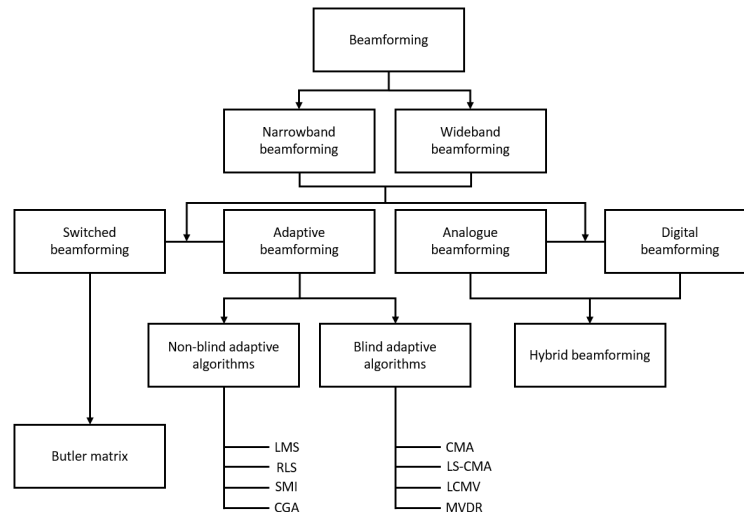 Beamforming
Narrowband
beamforming
Wideband
beamforming
Switched
beamforming
Adaptive
beamforming
Analogue
beamforming
Digital
beamforming
Non-blind adaptive
algorithms
Blind adaptive
algorithms
Hybrid beamforming
Butler matrix
LMS
RLS
SMI
CGA
CMA
LS-CMA
LCMV
MVDR